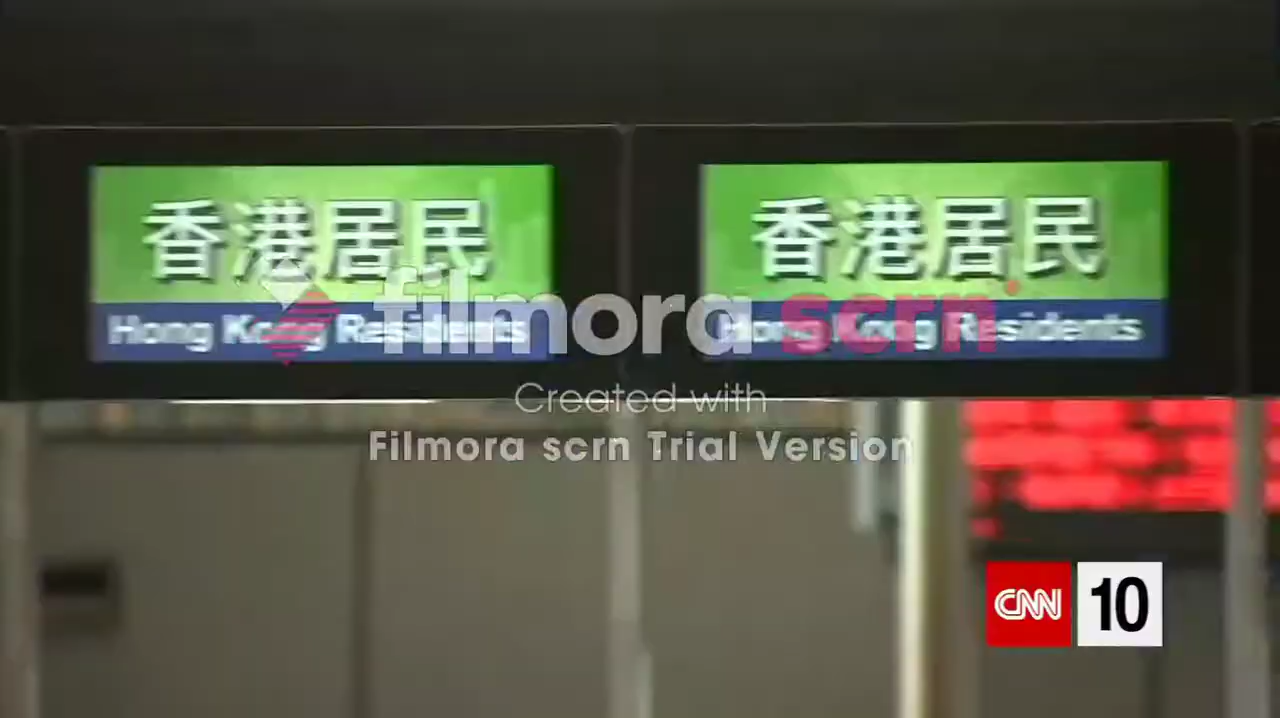 香港居民
Hong Kong Residents
香港居民
Hong Kong Residents
filmora scrn
Created with
Filmora scrn Trial Version
CNN 10